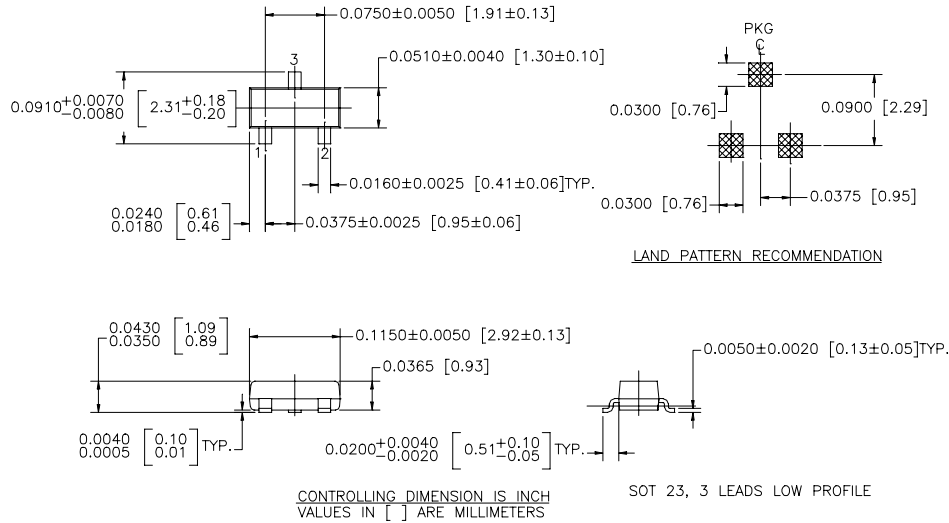 0.0750±0.0050 [1.91±0.13]
3
0.0510±0.0040 [1.30±0.10]
0.0910 +0.0070 -0.0080 [2.31 +0.18 -0.20]
1
2
0.0160±0.0025 [0.41±0.06]TYP.
0.0240 [0.61
0.0180 0.46]
0.0375±0.0025 [0.95±0.06]
PKG
℄
0.0300 [0.76]
0.0900 [2.29]
0.0300 [0.76]
0.0375 [0.95]
LAND PATTERN RECOMMENDATION
0.0430 [1.09
0.0350 0.89]
0.1150±0.0050 [2.92±0.13]
0.0365 [0.93]
0.0050±0.0020 [0.13±0.05]TYP.
0.0040 [0.10
0.0005 0.01] TYP.
0.0200 +0.0040 -0.0020 [0.51 +0.10 -0.05] TYP.
CONTROLLING DIMENSION IS INCH
VALUES IN [ ] ARE MILLIMETERS
SOT 23, 3 LEADS LOW PROFILE